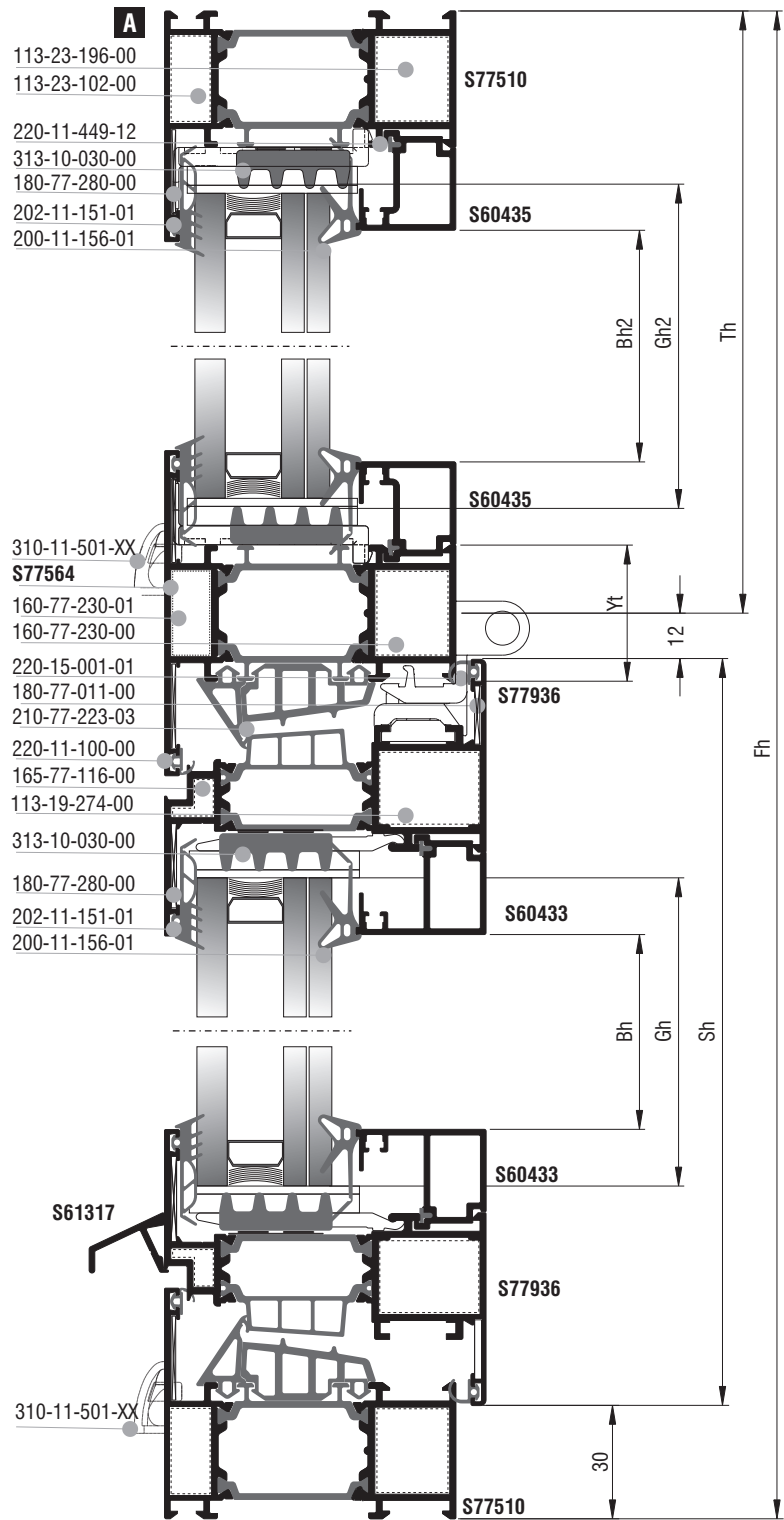 A
113-23-196-00
113-23-102-00
S77510
220-11-449-12
313-10-030-00
180-77-280-00
202-11-151-01
200-11-156-01
S60435
Bh2
Gh2
Th
S60435
310-11-501-XX
S77564
160-77-230-01
160-77-230-00
Yt
12
220-15-001-01
180-77-011-00
210-77-223-03
S77936
Fh
220-11-100-00
165-77-116-00
113-19-274-00
313-10-030-00
180-77-280-00
202-11-151-01
200-11-156-01
S60433
Bh
Gh
Sh
S60433
S61317
S77936
310-11-501-XX
30
S77510